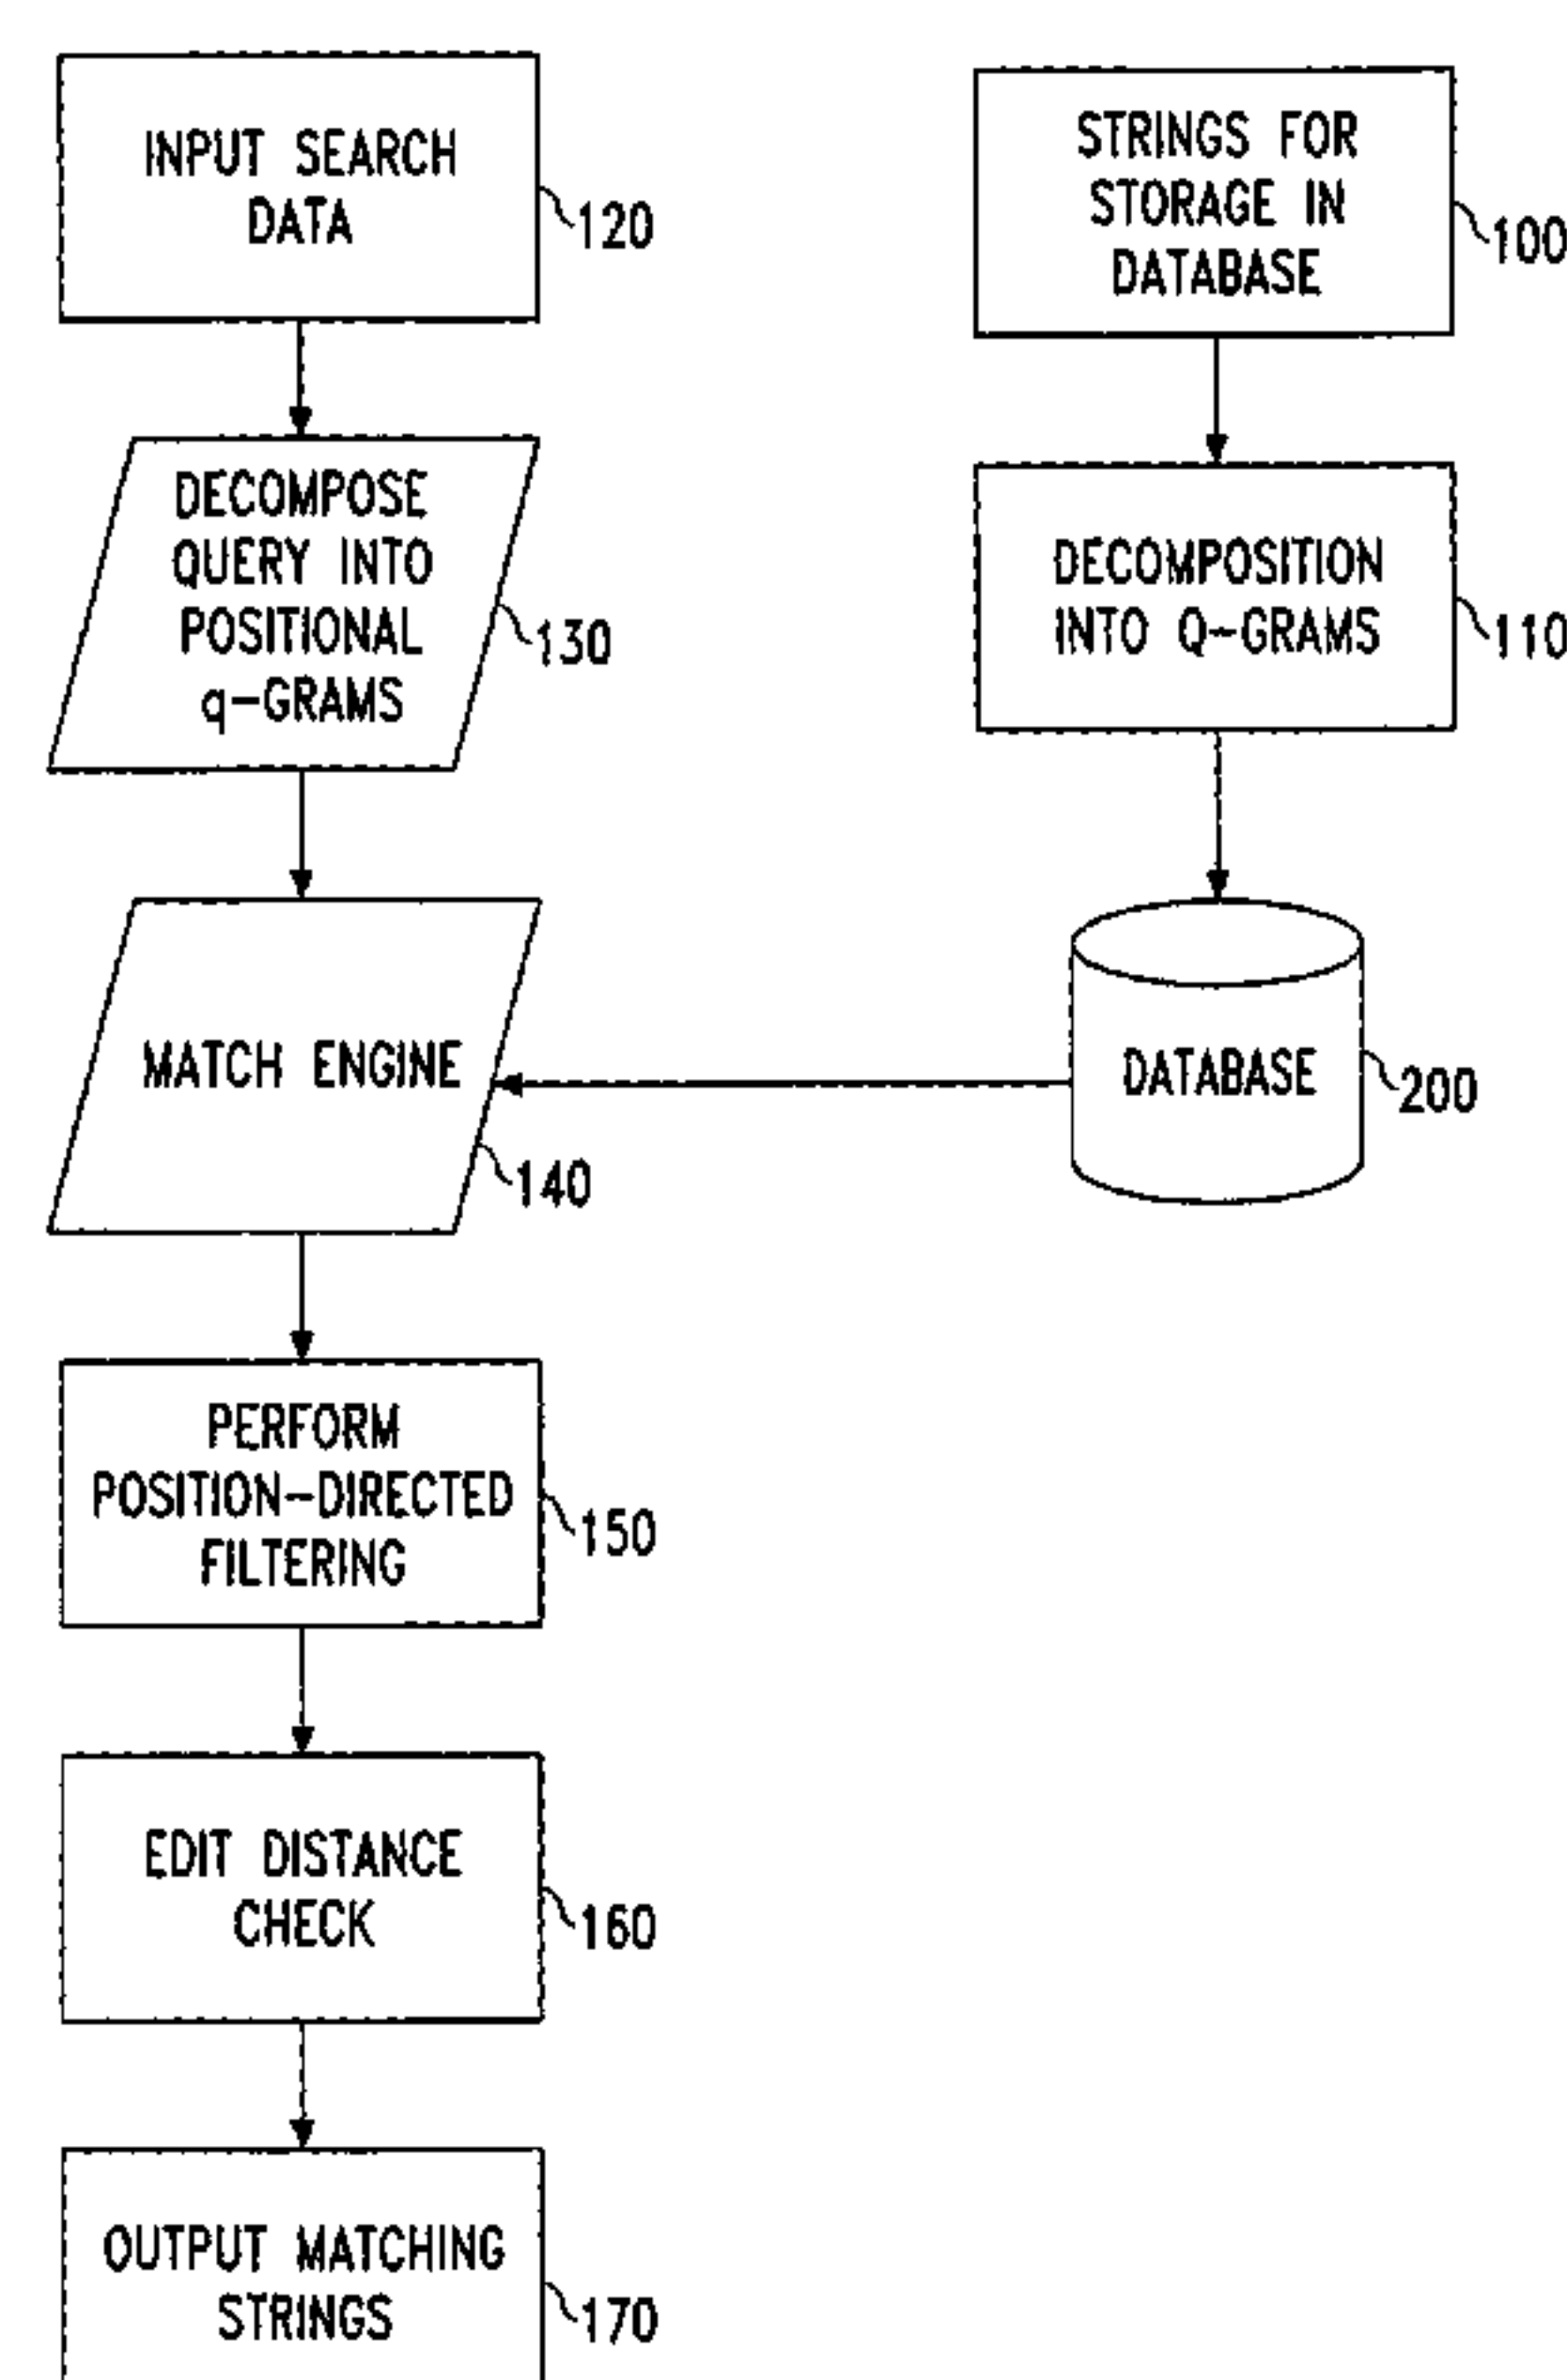 INPUT SEARCH
DATA
120
DECOMPOSE
QUERY INTO
POSITIONAL
q-GRAMS
130
MATCH ENGINE
140
PERFORM
POSITION-DIRECTED
FILTERING
150
EDIT DISTANCE
CHECK
160
OUTPUT MATCHING
STRINGS
170
STRINGS FOR
STORAGE IN
DATABASE
100
DECOMPOSITION
INTO Q-GRAMS
110
DATABASE
200